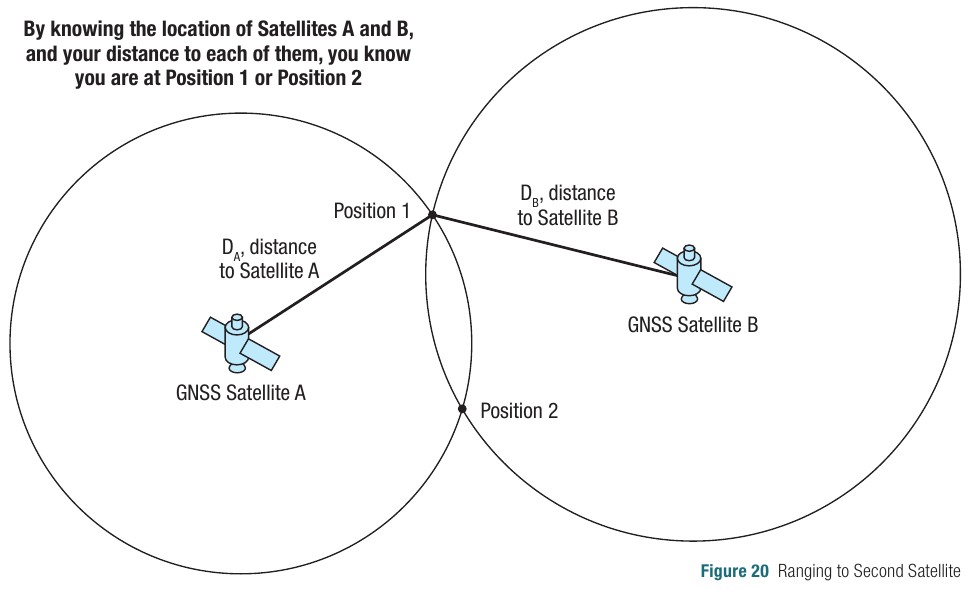 By knowing the location of Satellites A and B,
and your distance to each of them, you know
you are at Position 1 or Position 2
Position 1
D_B, distance
to Satellite B
D_A, distance
to Satellite A
GNSS Satellite B
GNSS Satellite A
Position 2
Figure 20 Ranging to Second Satellite